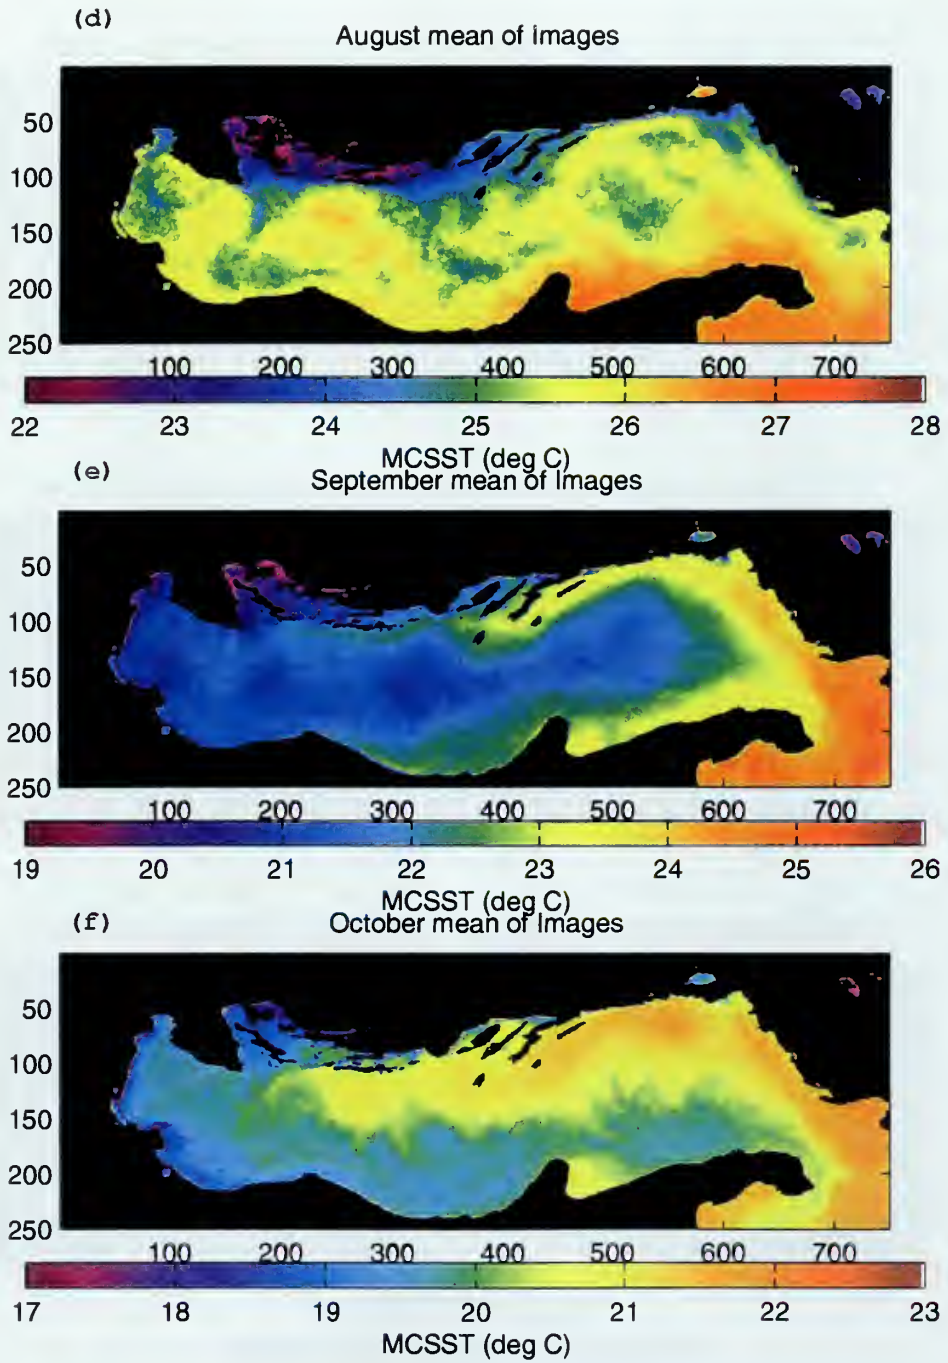 (d)
August mean of Images
50
100
150
200
250
100 200 300 400 500 600 700
22 23 24 25 26 27 28
MCSST (deg C)
(e)
September mean of Images
50
100
150
200
250
100 200 300 400 500 600 700
19 20 21 22 23 24 25 26
MCSST (deg C)
(f)
October mean of Images
50
100
150
200
250
100 200 300 400 500 600 700
17 18 19 20 21 22 23
MCSST (deg C)